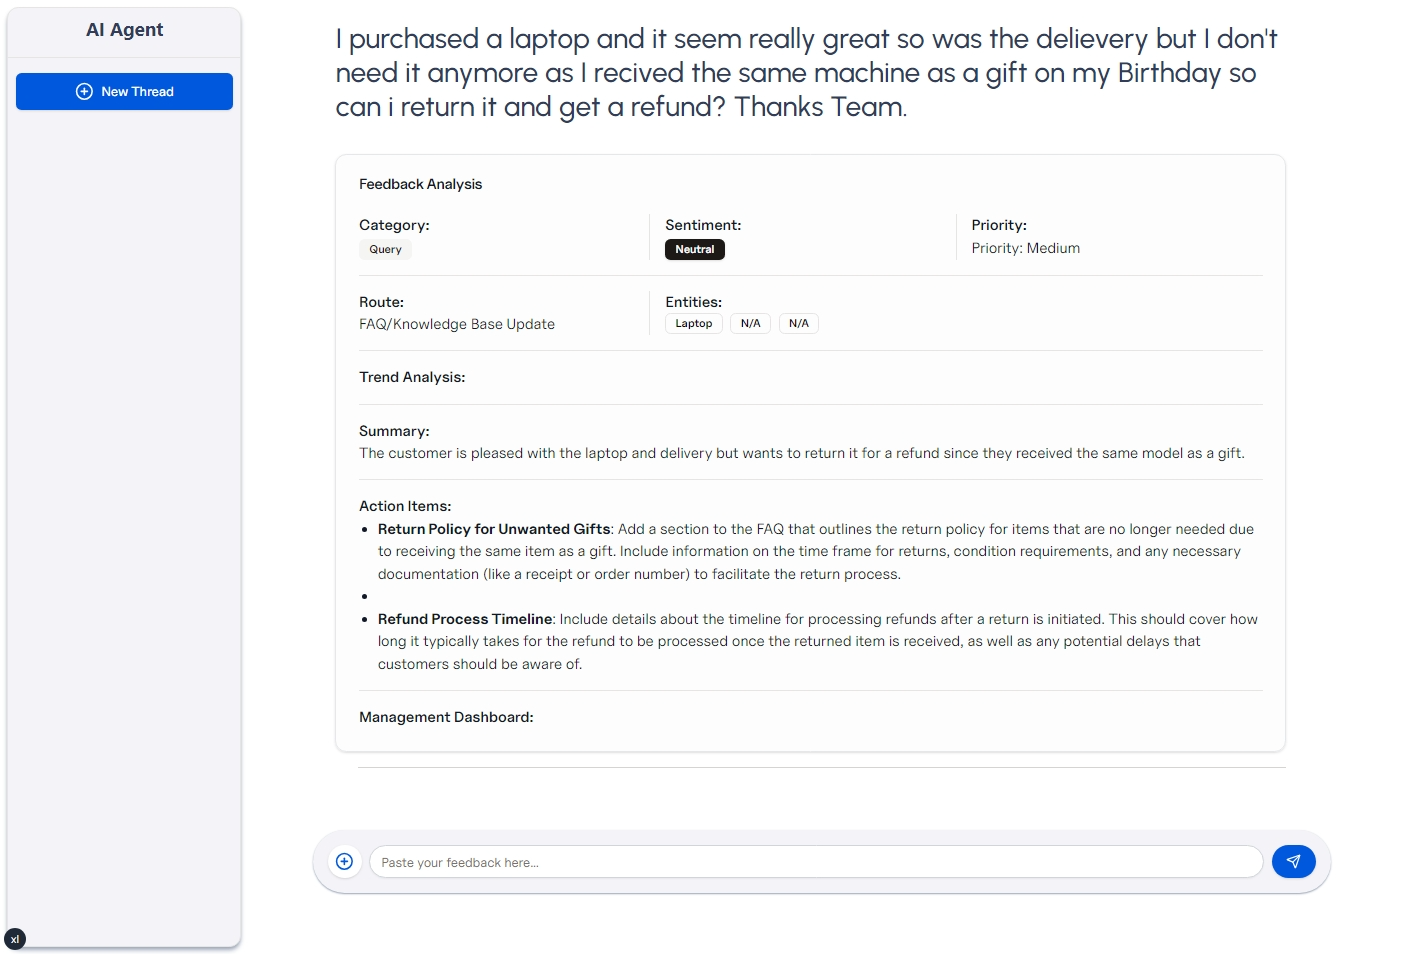 AI Agent
New Thread
I purchased a laptop and it seem really great so was the delievery but I don't
need it anymore as I recived the same machine as a gift on my Birthday so
can i return it and get a refund? Thanks Team.
Feedback Analysis
Category:
Query
Sentiment:
Neutral
Priority:
Priority: Medium
Route:
FAQ/Knowledge Base Update
Entities:
Laptop N/A N/A
Trend Analysis:
Summary:
The customer is pleased with the laptop and delivery but wants to return it for a refund since they received the same model as a gift.
Action Items:
• Return Policy for Unwanted Gifts: Add a section to the FAQ that outlines the return policy for items that are no longer needed due
to receiving the same item as a gift. Include information on the time frame for returns, condition requirements, and any necessary
documentation (like a receipt or order number) to facilitate the return process.
•
• Refund Process Timeline: Include details about the timeline for processing refunds after a return is initiated. This should cover how
long it typically takes for the refund to be processed once the returned item is received, as well as any potential delays that
customers should be aware of.
Management Dashboard:
Paste your feedback here...
xl